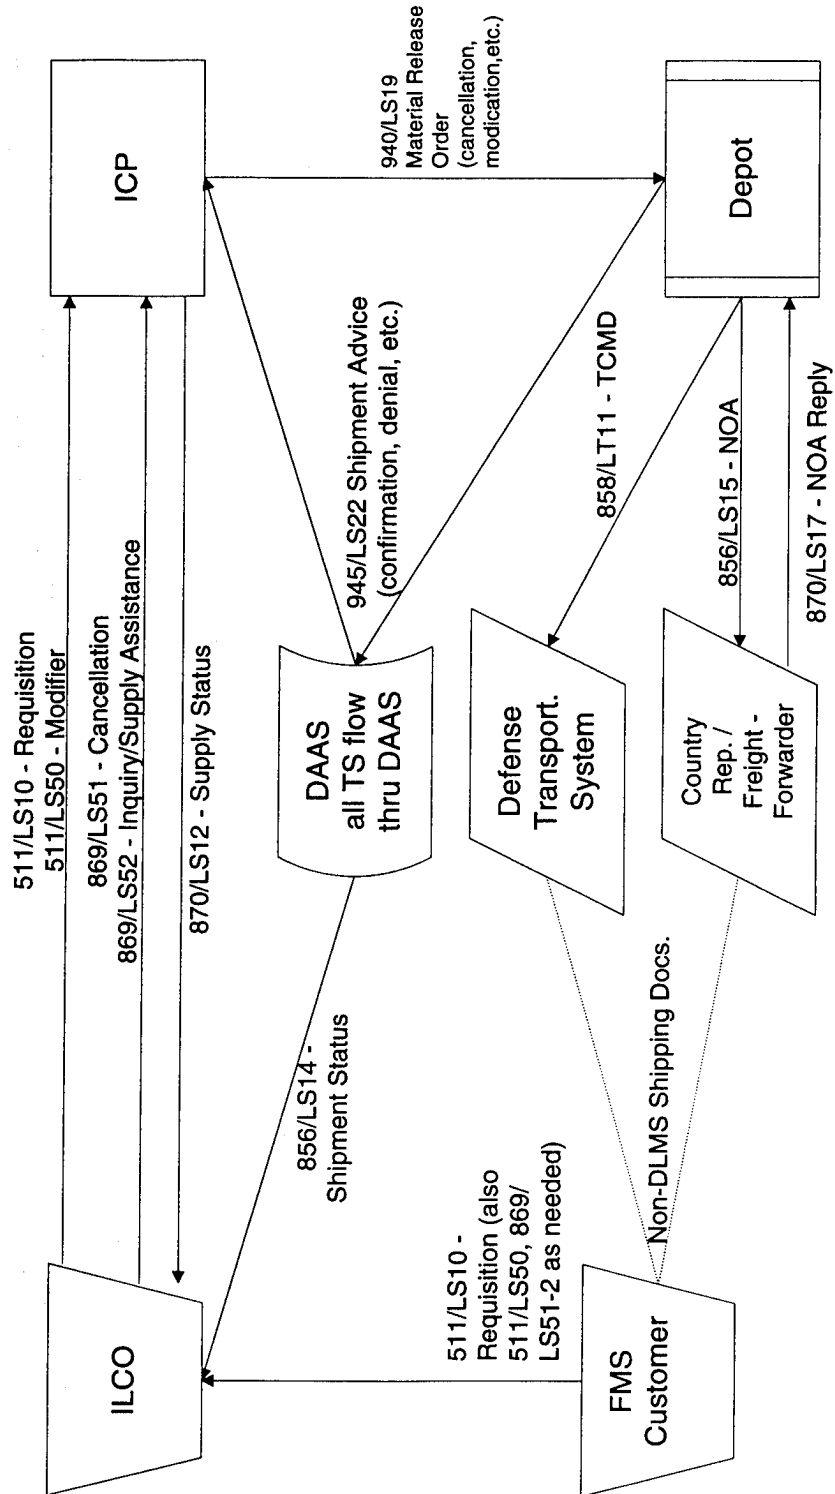 511/LS10 - Requisition
511/LS50 - Modifier
869/LS51 - Cancellation
869/LS52 - Inquiry/Supply Assistance
870/LS12 - Supply Status
ILCO
ICP
856/LS14 -
Shipment Status
DAAS
all TS flow
thru DAAS
945/LS22 Shipment Advice
(confirmation, denial, etc.)
940/LS19
Material Release
Order
(cancellation,
modication,etc.)
511/LS10 -
Requisition (also
511/LS50, 869/
LS51-2 as needed)
Defense
Transport.
System
858/LT11 - TCMD
FMS
Customer
Non-DLMS Shipping Docs.
Country
Rep. /
Freight -
Forwarder
856/LS15 - NOA
870/LS17 - NOA Reply
Depot